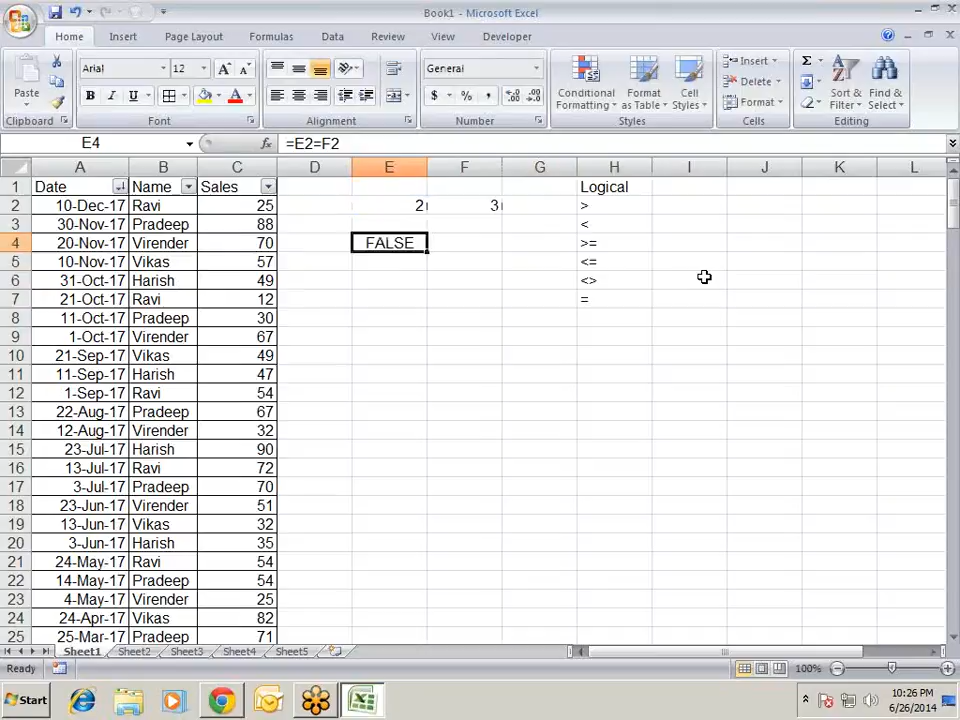 Book1 - Microsoft Excel
Home Insert Page Layout Formulas Data Review View Developer
Paste Arial 12 A A General Conditional Formatting Format as Table Cell Styles Insert Delete Format Σ Sort & Filter Find & Select
B I U A $ % ,
Clipboard Font Alignment Number Styles Cells Editing
E4 fx =E2=F2
A B C D E F G H I J K L
1 Date Name Sales Logical
2 10-Dec-17 Ravi 25 2 3 >
3 30-Nov-17 Pradeep 88 <
4 20-Nov-17 Virender 70 FALSE >=
5 10-Nov-17 Vikas 57 <=
6 31-Oct-17 Harish 49 <>
7 21-Oct-17 Ravi 12 =
8 11-Oct-17 Pradeep 30
9 1-Oct-17 Virender 67
10 21-Sep-17 Vikas 49
11 11-Sep-17 Harish 47
12 1-Sep-17 Ravi 54
13 22-Aug-17 Pradeep 67
14 12-Aug-17 Virender 32
15 23-Jul-17 Harish 90
16 13-Jul-17 Ravi 72
17 3-Jul-17 Pradeep 70
18 23-Jun-17 Virender 51
19 13-Jun-17 Vikas 32
20 3-Jun-17 Harish 35
21 24-May-17 Ravi 54
22 14-May-17 Pradeep 54
23 4-May-17 Virender 25
24 24-Apr-17 Vikas 82
25 25-Mar-17 Pradeep 71
Sheet1 Sheet2 Sheet3 Sheet4 Sheet5
Ready 100%
Start 10:26 PM
6/26/2014